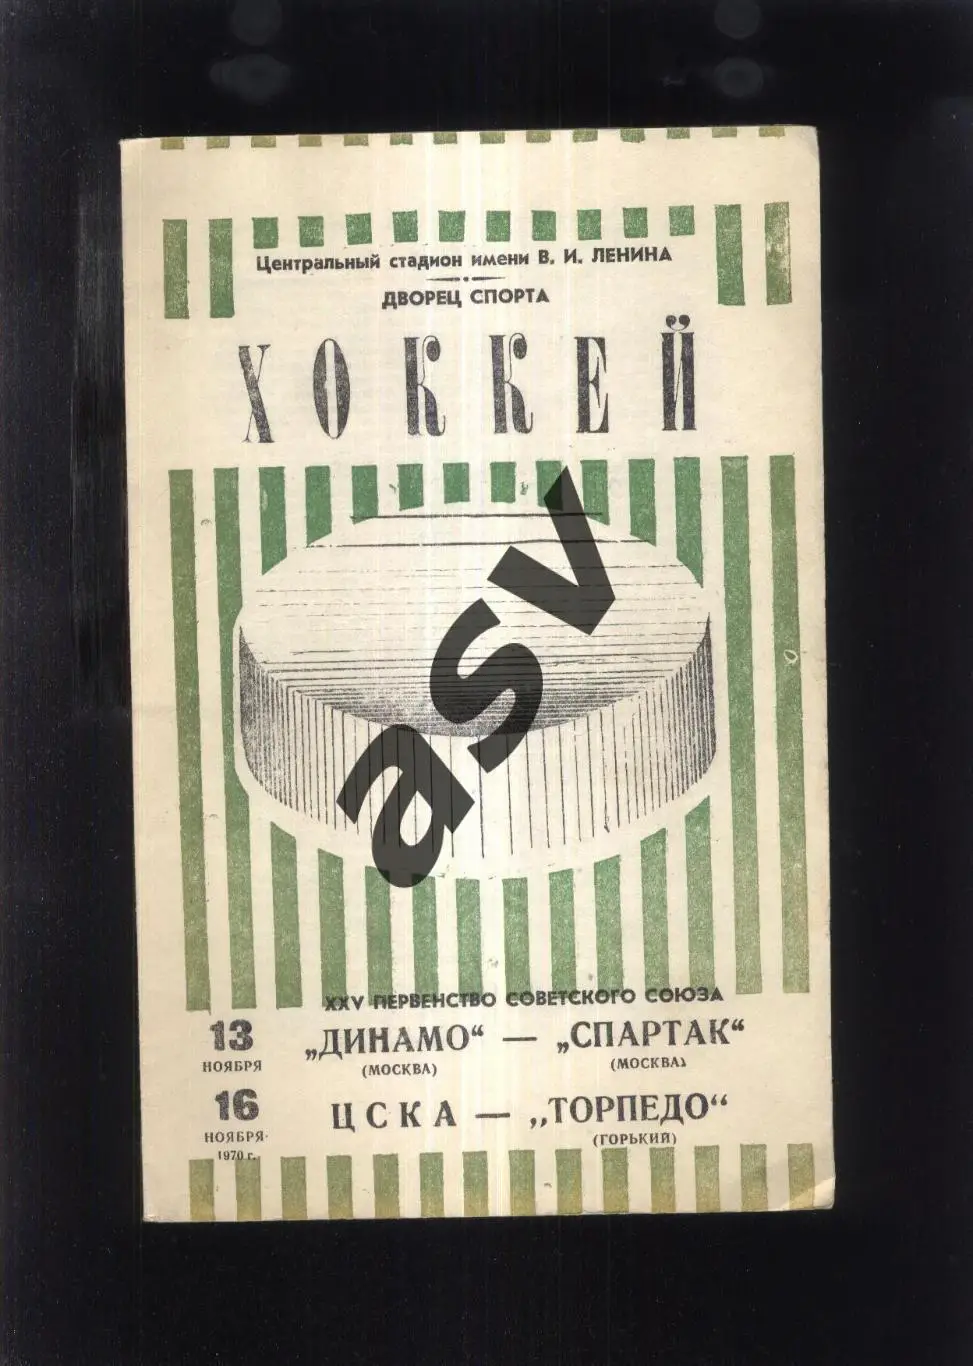 Центральный стадион имени В. И. ЛЕНИНА
ДВОРЕЦ СПОРТА
ХОККЕЙ
asv
XXV ПЕРВЕНСТВО СОВЕТСКОГО СОЮЗА
13 НОЯБРЯ „ДИНАМО“ — „СПАРТАК“
(МОСКВА) (МОСКВА)
16 НОЯБРЯ ЦСКА — „ТОРПЕДО“
(ГОРЬКИЙ)
1970 г.